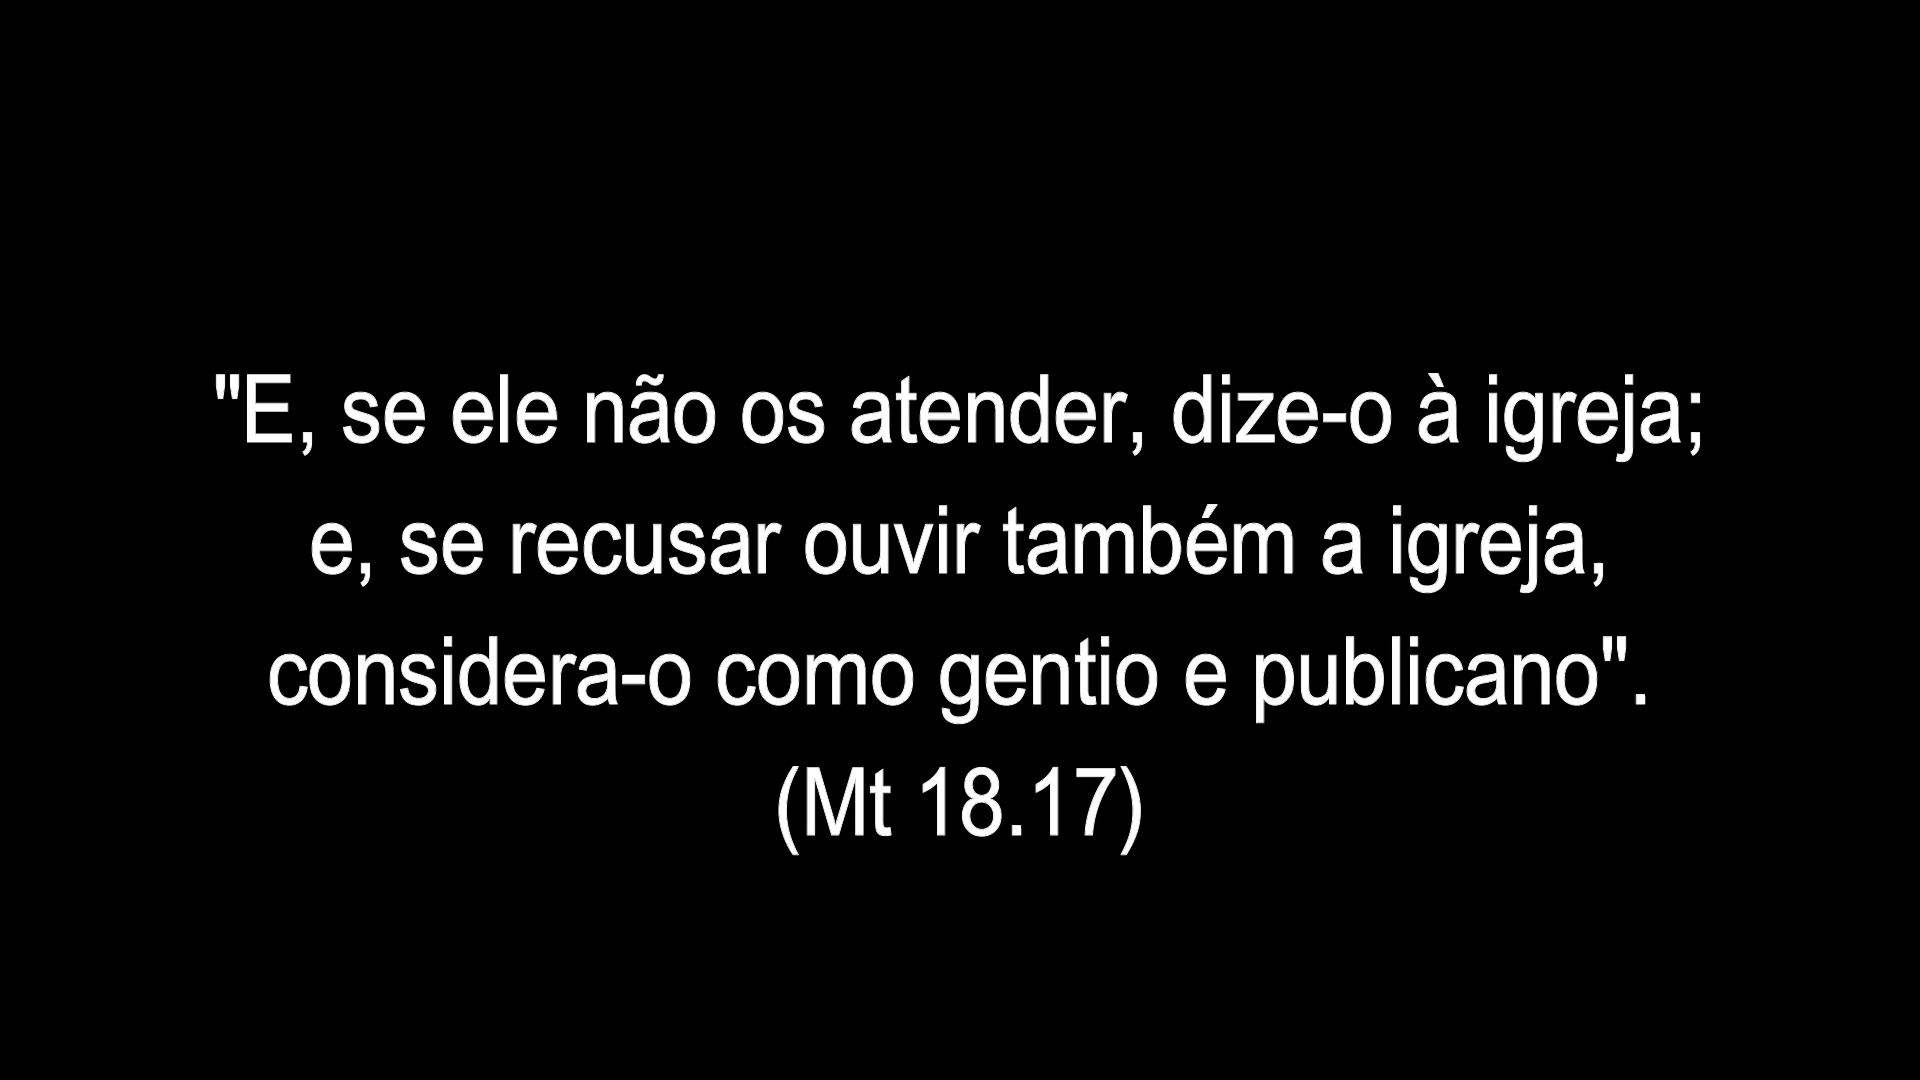 "E, se ele não os atender, dize-o à igreja;
e, se recusar ouvir também a igreja,
considera-o como gentio e publicano".
(Mt 18.17)